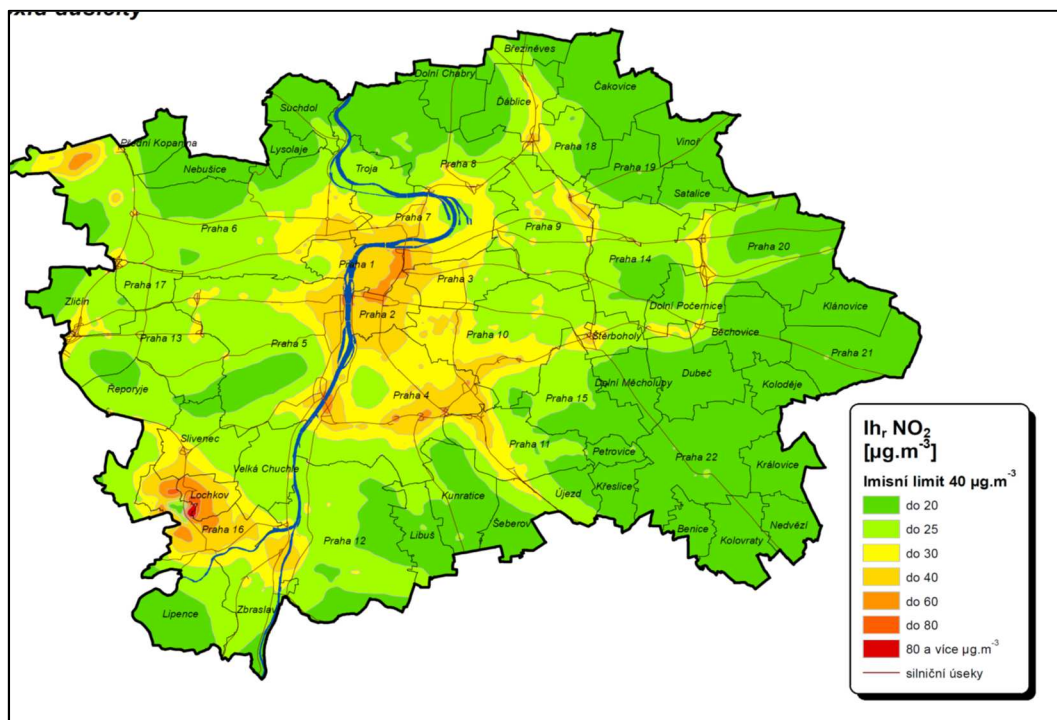 Březiněves
Dolní Chabry
Čakovice
Ďáblice
Suchdol
Přední Kopanina
Vinoř
Praha 18
Lysolaje
Praha 8
Praha 19
Nebušice
Troja
Satalice
Praha 7
Praha 6
Praha 9
Praha 20
Praha 1
Praha 14
Praha 3
Praha 17
Zličín
Dolní Počernice
Klánovice
Praha 2
Praha 13
Praha 10
Štěrboholy
Běchovice
Praha 5
Praha 21
Dubeč
Řeporyje
Dolní Měcholupy
Koloděje
Praha 4
Praha 15
Slivenec
Praha 11
Petrovice
Praha 22
Královice
Velká Chuchle
Křeslice
Lochkov
Kunratice
Újezd
Nedvězí
Šeberov
Benice
Praha 16
Libuš
Kolovraty
Praha 12
Lipence
Zbraslav
Ihr NO2
[µg.m-3]
Imisní limit 40 µg.m-3
do 20
do 25
do 30
do 40
do 60
do 80
80 a více µg.m-3
silniční úseky